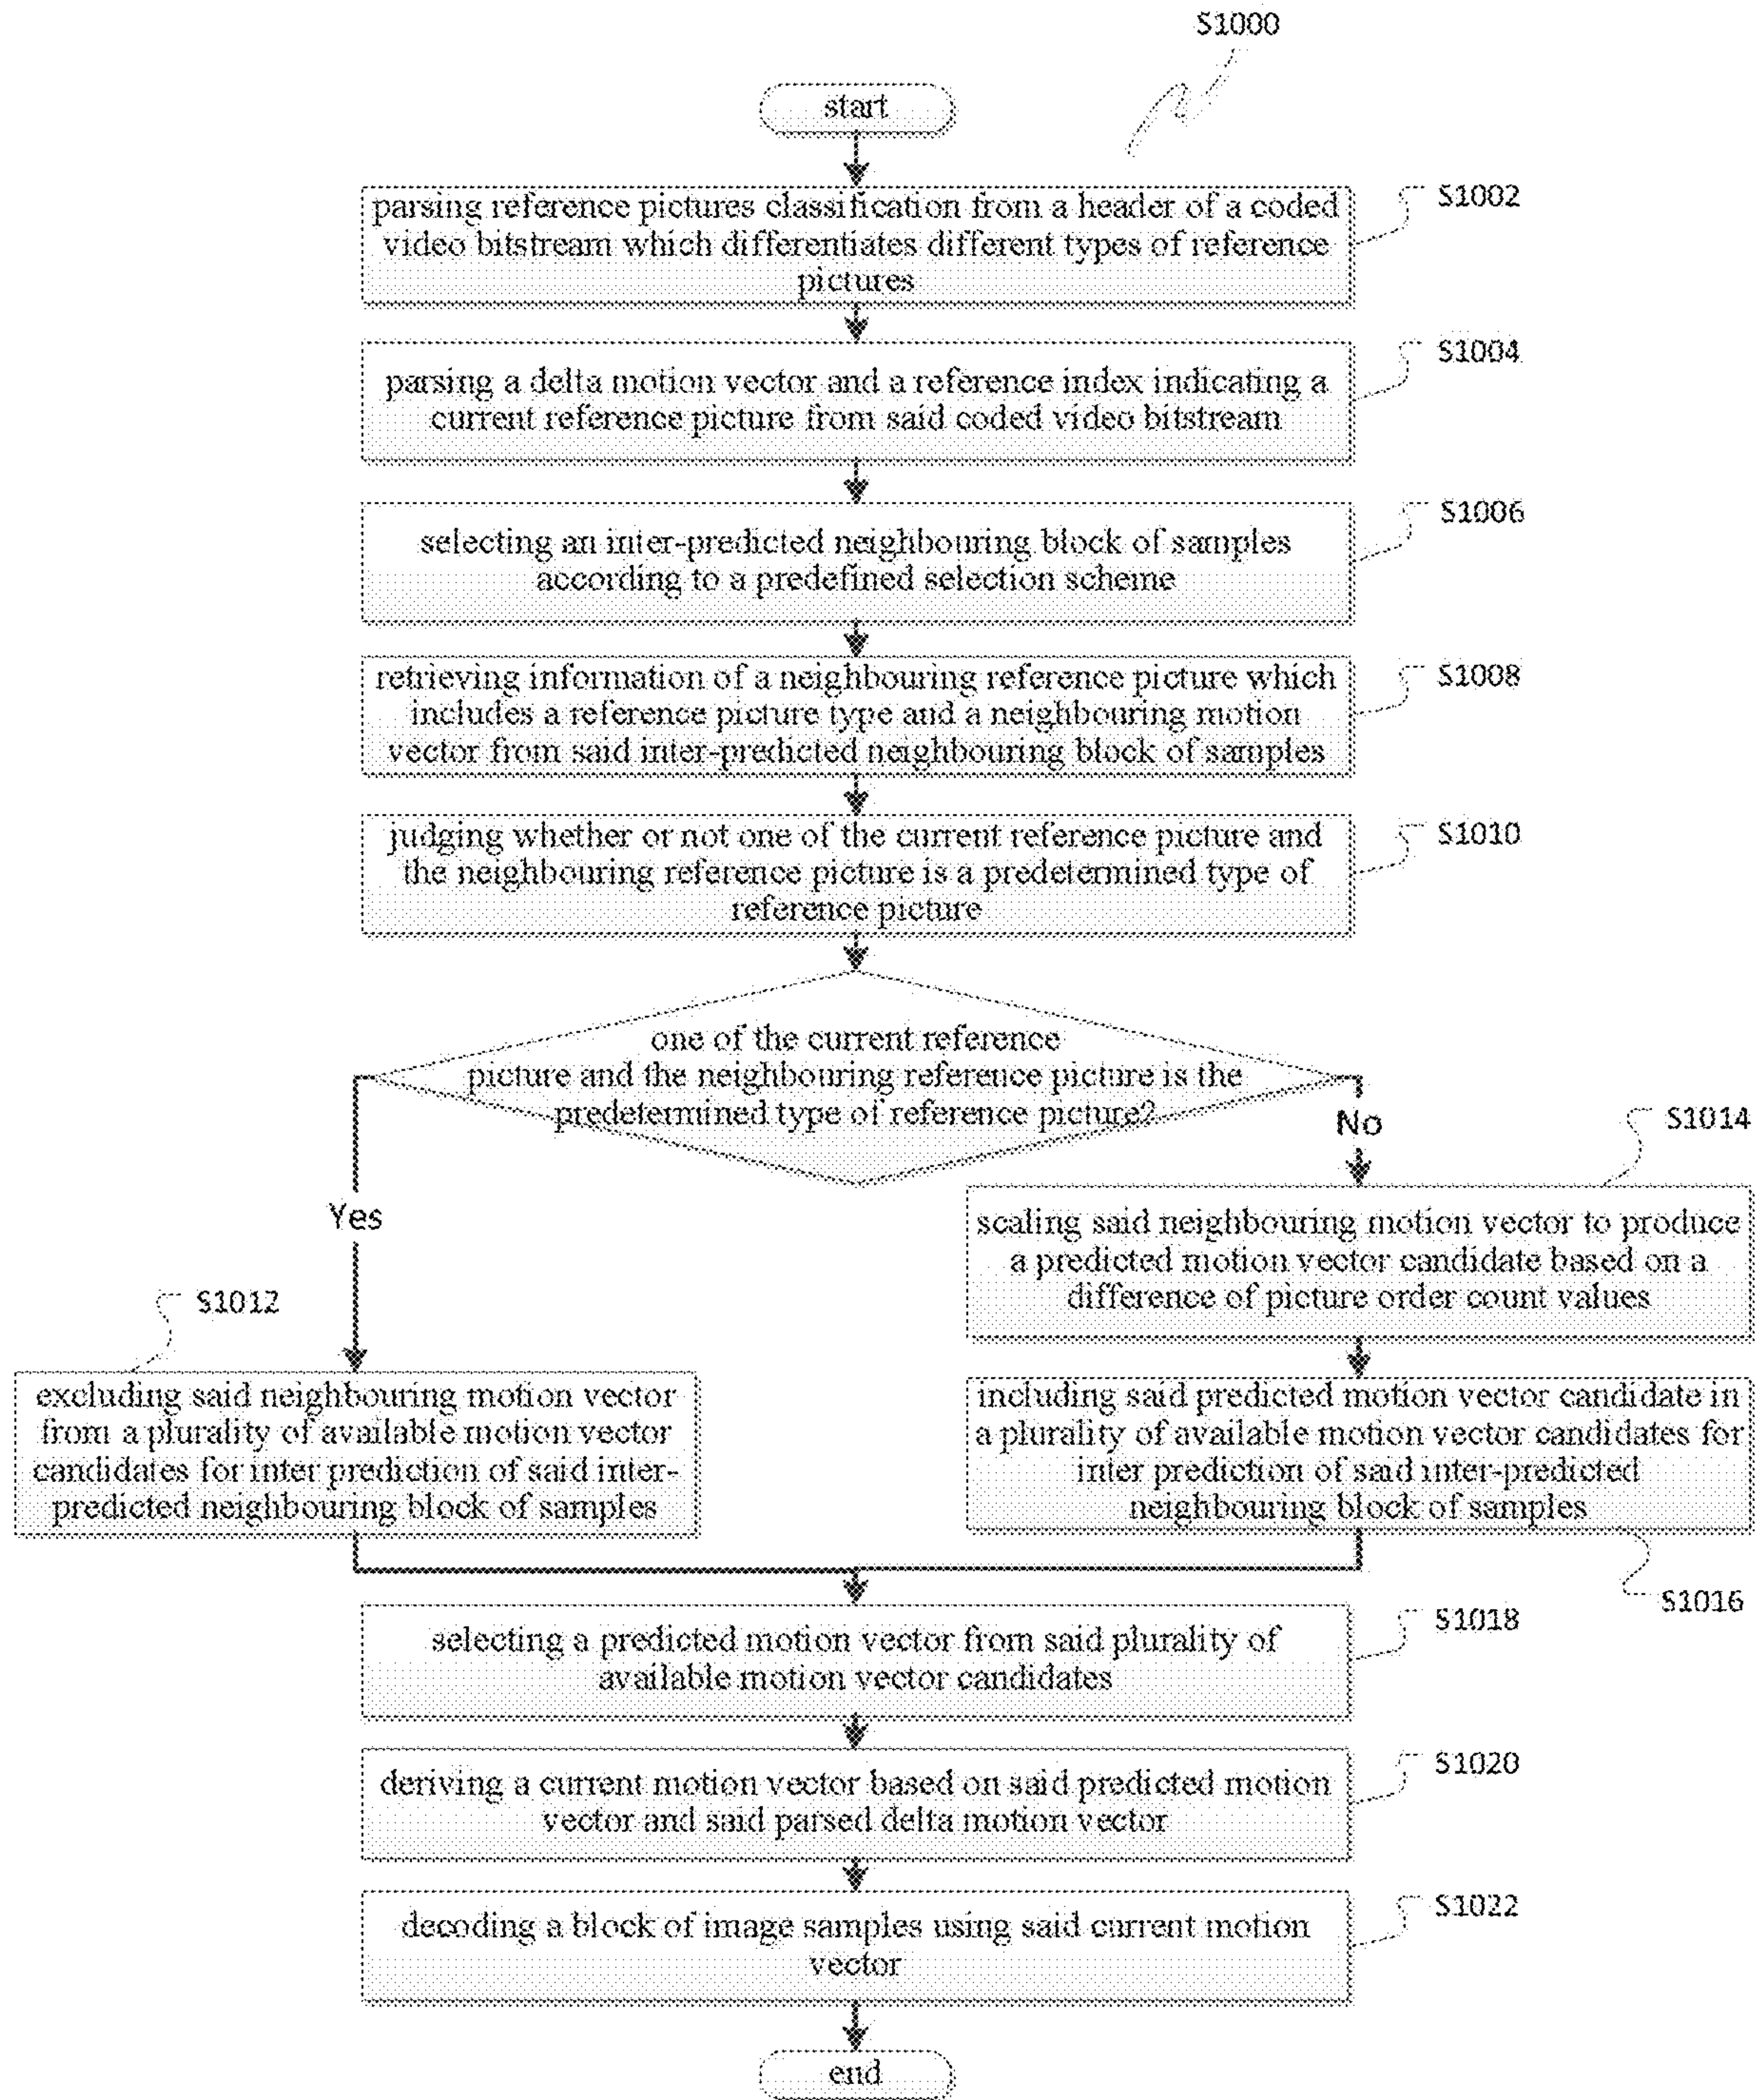 S1000
start
parsing reference pictures classification from a header of a coded
video bitstream which differentiates different types of reference
pictures
S1002
parsing a delta motion vector and a reference index indicating a
current reference picture from said coded video bitstream
S1004
selecting an inter-predicted neighbouring block of samples
according to a predefined selection scheme
S1006
retrieving information of a neighbouring reference picture which
includes a reference picture type and a neighbouring motion
vector from said inter-predicted neighbouring block of samples
S1008
judging whether or not one of the current reference picture and
the neighbouring reference picture is a predetermined type of
reference picture
S1010
one of the current reference
picture and the neighbouring reference picture is the
predetermined type of reference picture?
Yes
No
S1012
excluding said neighbouring motion vector
from a plurality of available motion vector
candidates for inter prediction of said inter-
predicted neighbouring block of samples
S1014
scaling said neighbouring motion vector to produce
a predicted motion vector candidate based on a
difference of picture order count values
including said predicted motion vector candidate in
a plurality of available motion vector candidates for
inter prediction of said inter-predicted
neighbouring block of samples
S1016
selecting a predicted motion vector from said plurality of
available motion vector candidates
S1018
deriving a current motion vector based on said predicted motion
vector and said parsed delta motion vector
S1020
decoding a block of image samples using said current motion
vector
S1022
end